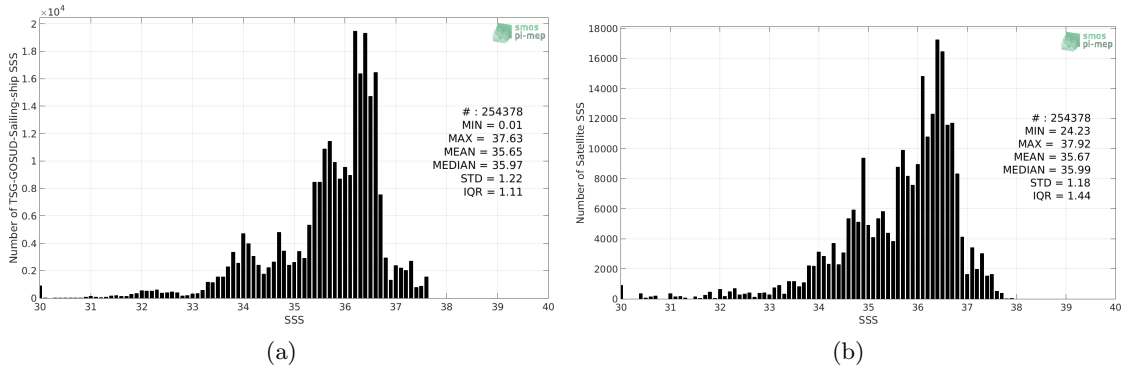 ×10⁴
2
1.8
1.6
1.4
1.2
1
0.8
0.6
0.4
0.2
0
Number of TSG-GOSUD-Sailing-ship SSS
smos
pi-mep
# : 254378
MIN = 0.01
MAX = 37.63
MEAN = 35.65
MEDIAN = 35.97
STD = 1.22
IQR = 1.11
30 31 32 33 34 35 36 37 38 39 40
SSS
(a)
18000
16000
14000
12000
10000
8000
6000
4000
2000
0
Number of Satellite SSS
smos
pi-mep
# : 254378
MIN = 24.23
MAX = 37.92
MEAN = 35.67
MEDIAN = 35.99
STD = 1.18
IQR = 1.44
30 31 32 33 34 35 36 37 38 39 40
SSS
(b)